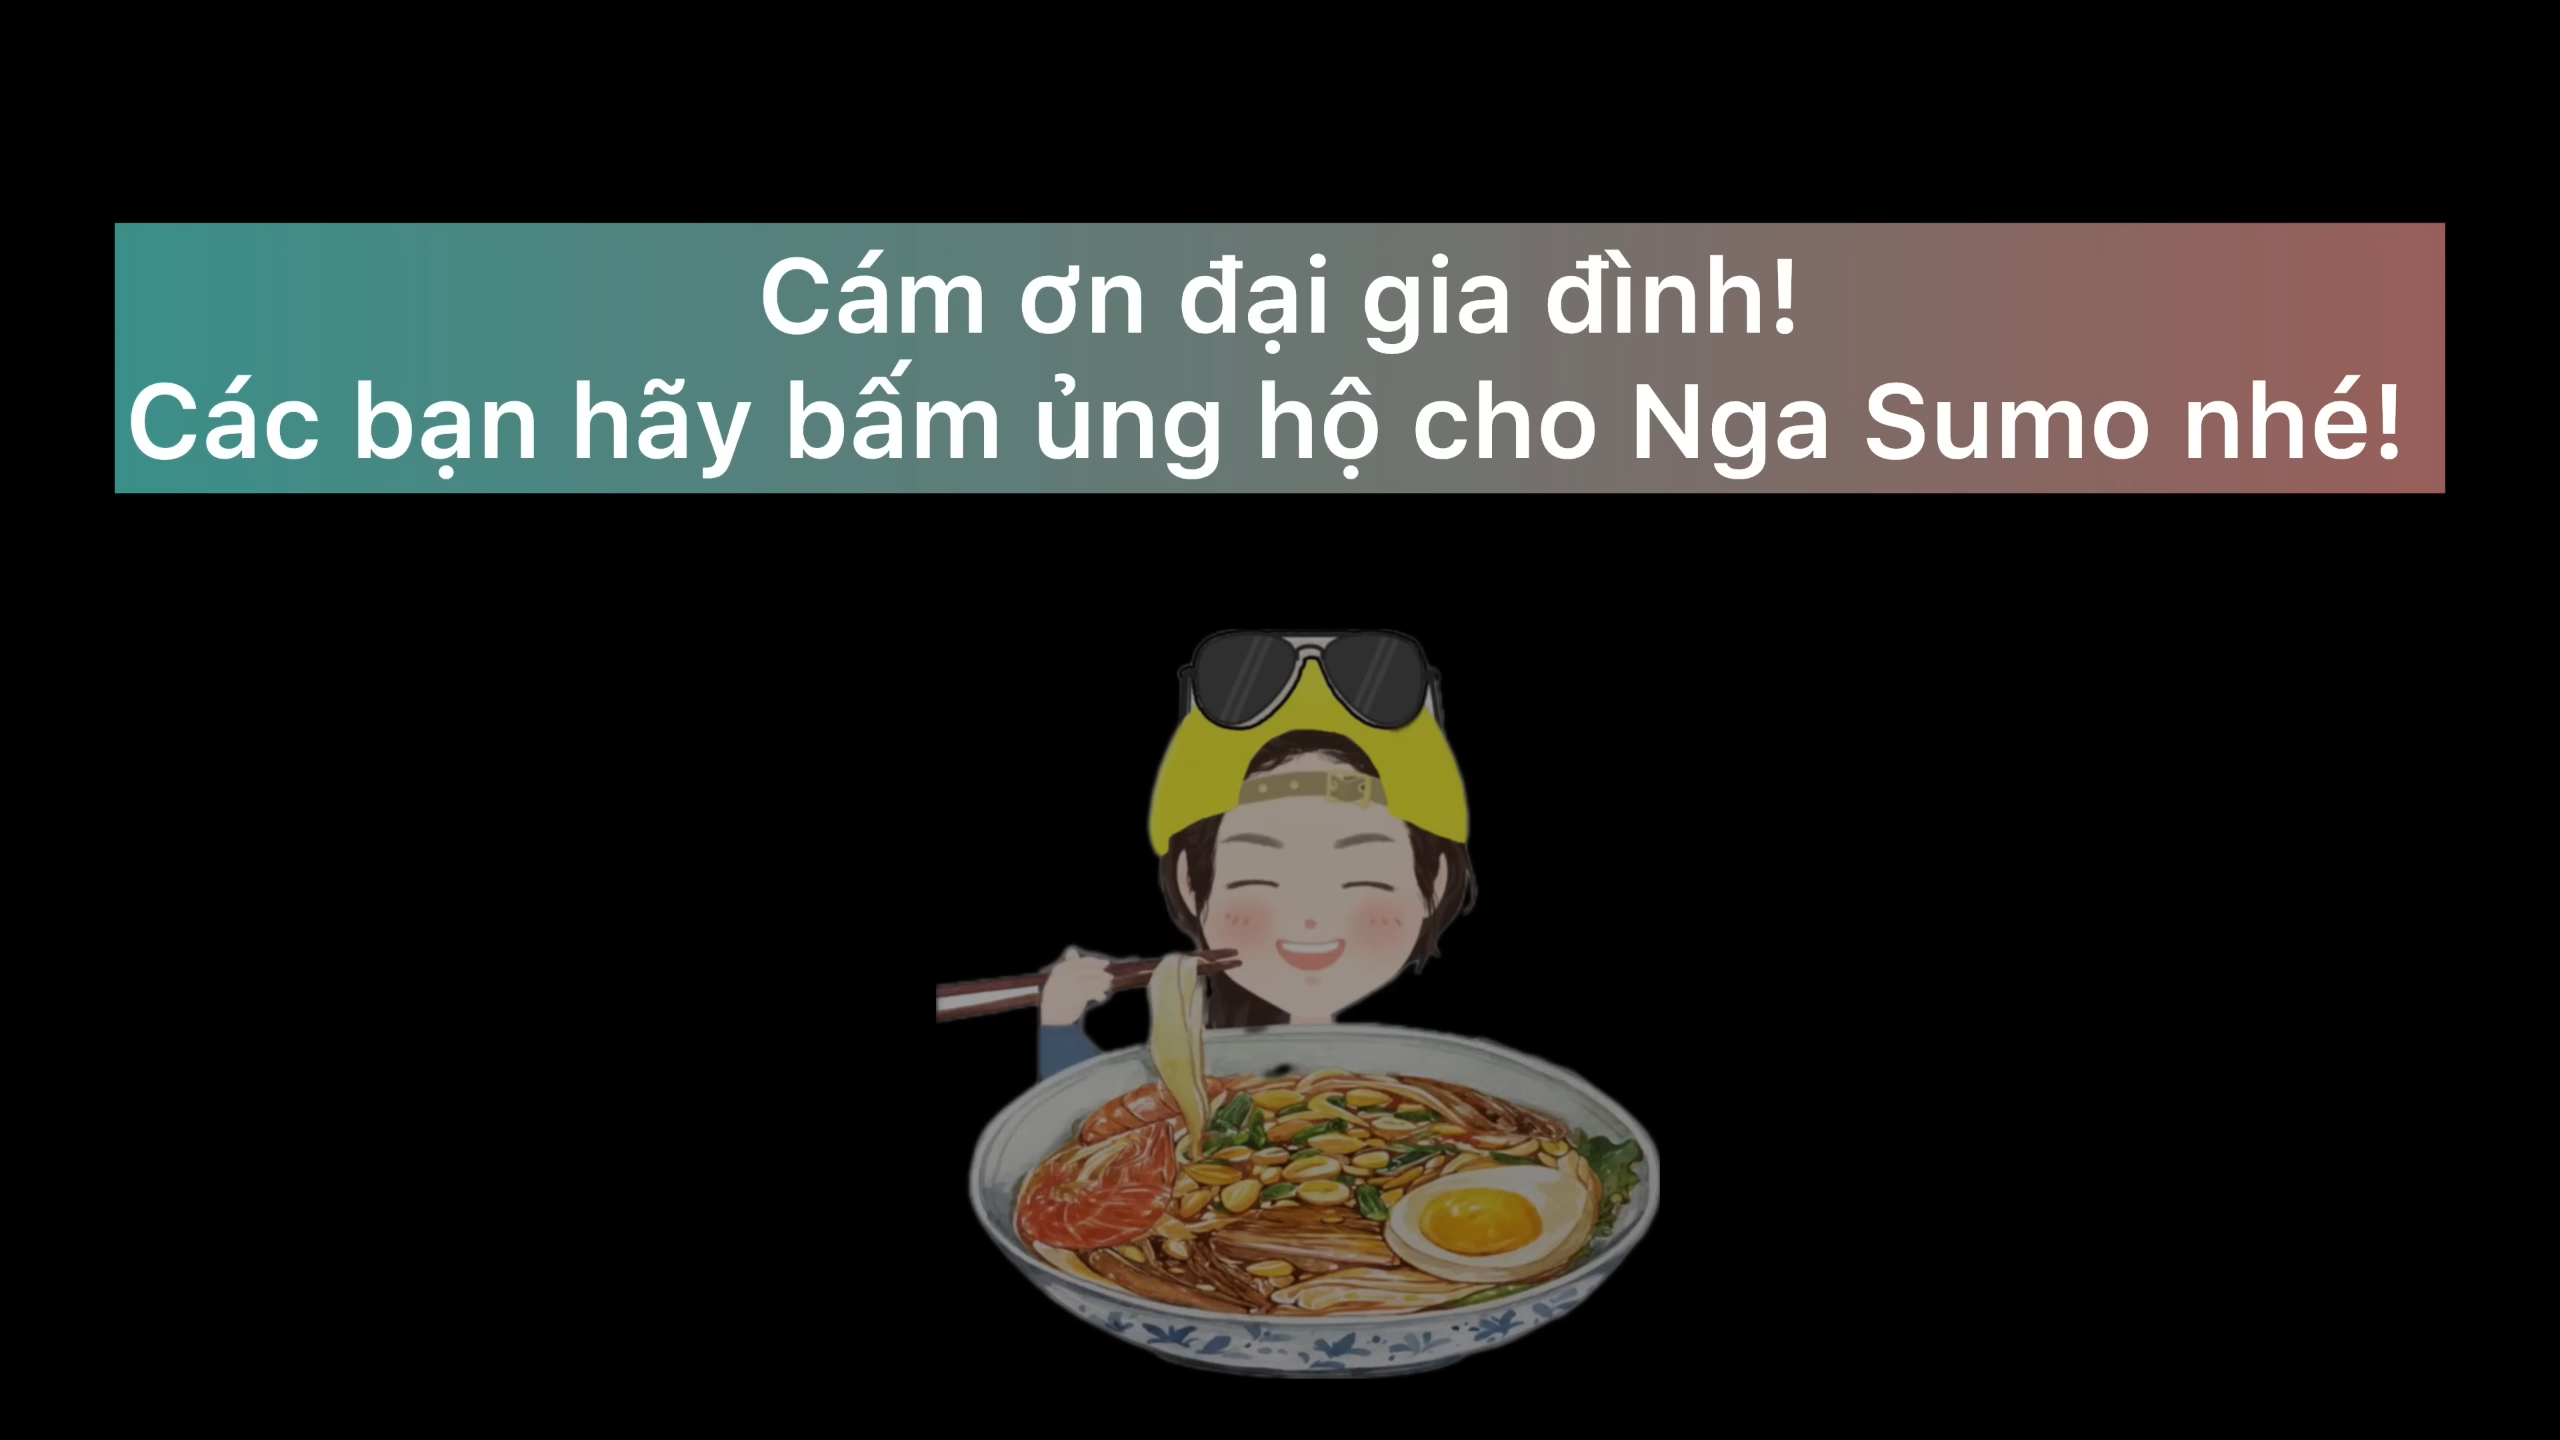 Cám ơn đại gia đình!
Các bạn hãy bấm ủng hộ cho Nga Sumo nhé!